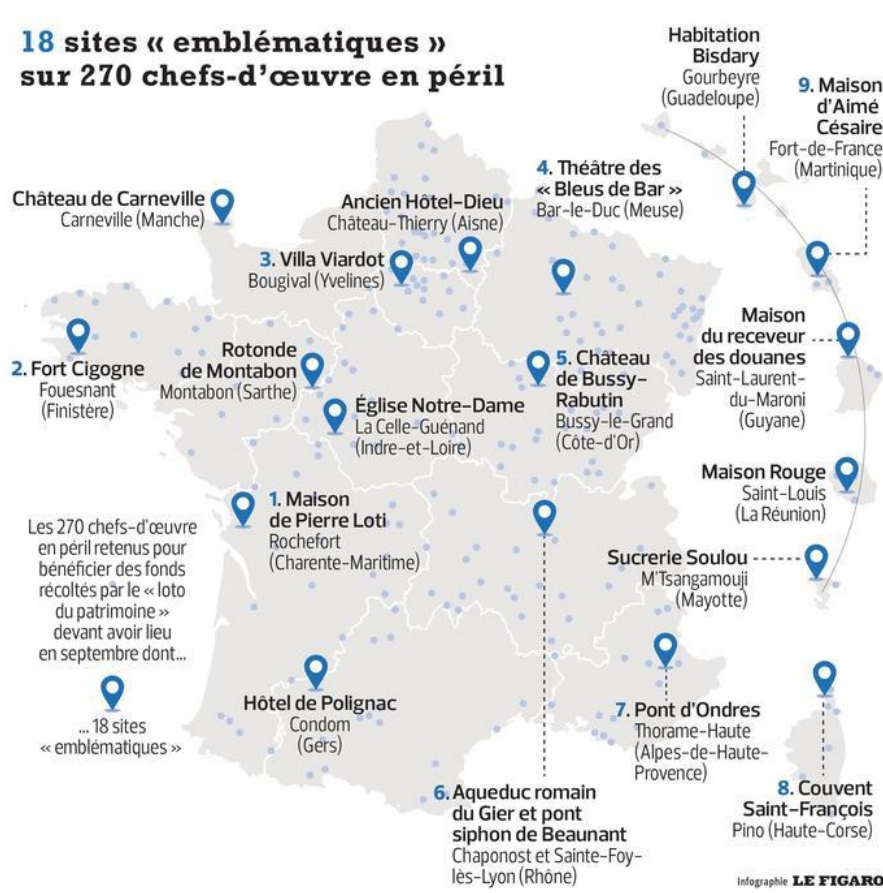 18 sites « emblématiques »
sur 270 chefs-d'œuvre en péril
Habitation
Bisdary
Gourbeyre
(Guadeloupe)
9. Maison
d'Aimé
Césaire
Fort-de-France
(Martinique)
4. Théâtre des
« Bleus de Bar »
Bar-le-Duc (Meuse)
Château de Carneville
Carneville (Manche)
Ancien Hôtel-Dieu
Château-Thierry (Aisne)
3. Villa Viardot
Bougival (Yvelines)
Maison
du receveur
des douanes
Saint-Laurent-
du-Maroni
(Guyane)
2. Fort Cigogne
Fouesnant
(Finistère)
Rotonde
de Montabon
Montabon (Sarthe)
5. Château
de Bussy-
Rabutin
Bussy-le-Grand
(Côte-d'Or)
Église Notre-Dame
La Celle-Guénand
(Indre-et-Loire)
Maison Rouge
Saint-Louis
(La Réunion)
1. Maison
de Pierre Loti
Rochefort
(Charente-Maritime)
Les 270 chefs-d'œuvre
en péril retenus pour
bénéficier des fonds
récoltés par le « loto
du patrimoine »
devant avoir lieu
en septembre dont...
... 18 sites
« emblématiques »
Sucrerie Soulou
M'Tsangamouji
(Mayotte)
Hôtel de Polignac
Condom
(Gers)
7. Pont d'Ondres
Thorame-Haute
(Alpes-de-Haute-
Provence)
6. Aqueduc romain
du Gier et pont
siphon de Beaunant
Chaponost et Sainte-Foy-
lès-Lyon (Rhône)
8. Couvent
Saint-François
Pino (Haute-Corse)
Infographie LE FIGARO